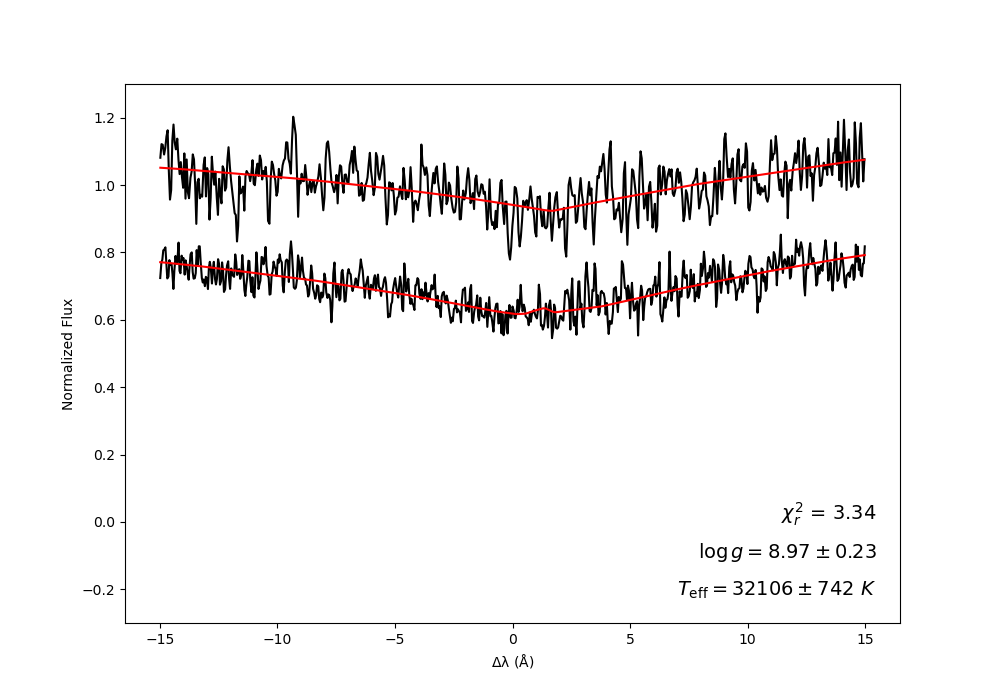 1.2
1.0
0.8
0.6
0.4
0.2
0.0
−0.2
Normalized Flux
χ²ᵣ = 3.34
log g = 8.97 ± 0.23
T_eff = 32106 ± 742 K
−15 −10 −5 0 5 10 15
Δλ (Å)